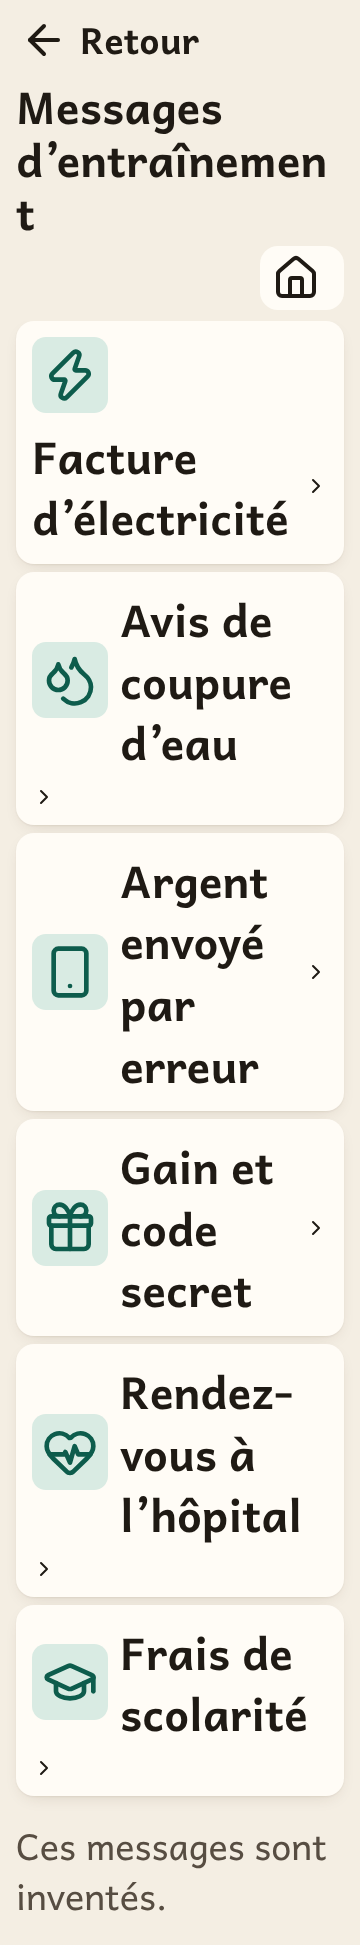 Retour
Messages
d’entraînemen
t
Facture
d’électricité
Avis de
coupure
d’eau
Argent
envoyé
par
erreur
Gain et
code
secret
Rendez-
vous à
l’hôpital
Frais de
scolarité
Ces messages sont
inventés.